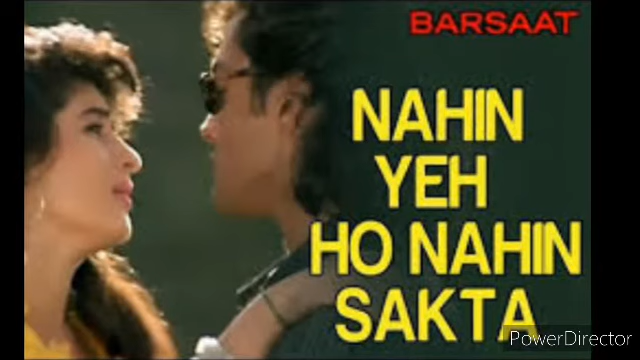 BARSAAT
NAHIN
YEH
HO NAHIN
SAKTA
PowerDirector